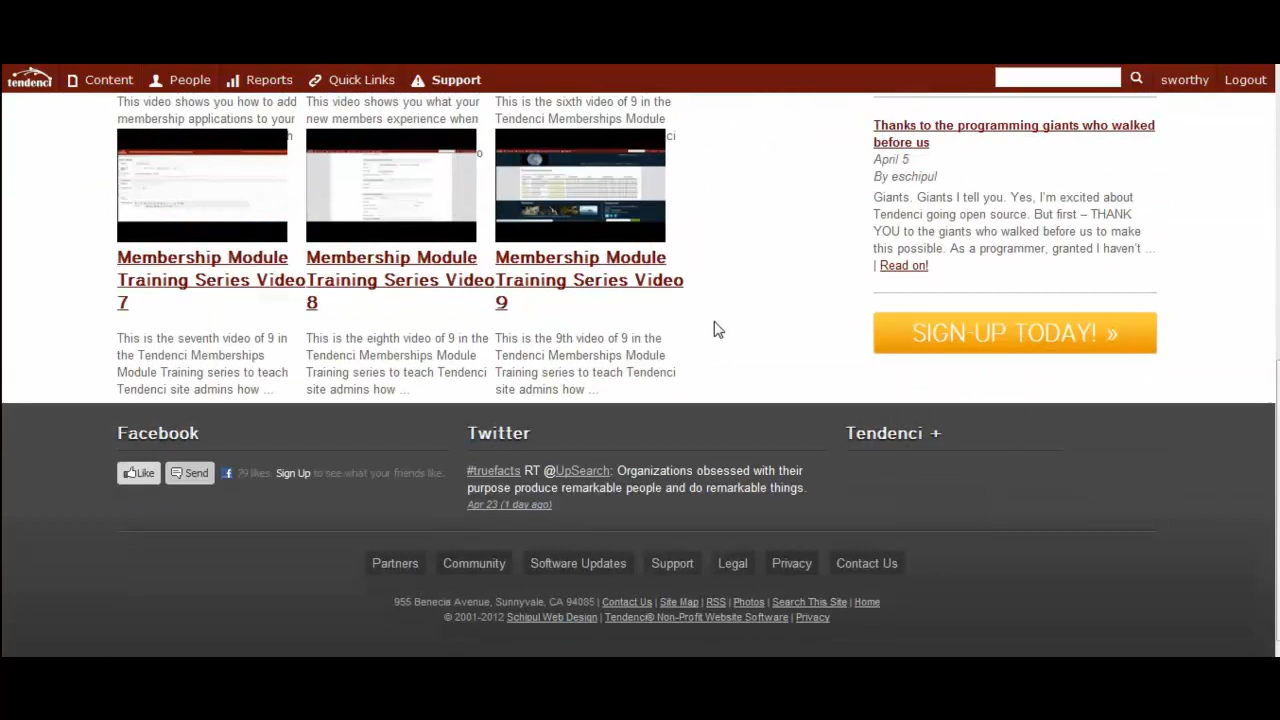 tendenci Content People Reports Quick Links Support sworthy Logout
This video shows you how to add
membership applications to your
This video shows you what your
new members experience when
This is the sixth video of 9 in the
Tendenci Memberships Module
Membership Module
Training Series Video
7
This is the seventh video of 9 in
the Tendenci Memberships
Module Training series to teach
Tendenci site admins how ...
Membership Module
Training Series Video
8
This is the eighth video of 9 in the
Tendenci Memberships Module
Training series to teach Tendenci
site admins how ...
Membership Module
Training Series Video
9
This is the 9th video of 9 in the
Tendenci Memberships Module
Training series to teach Tendenci
site admins how ...
Thanks to the programming giants who walked
before us
April 5
By eschipul
Giants. Giants I tell you. Yes, I'm excited about
Tendenci going open source. But first – THANK
YOU to the giants who walked before us to make
this possible. As a programmer, granted I haven't ...
| Read on!
SIGN-UP TODAY! »
Facebook
Like Send 29 likes. Sign Up to see what your friends like.
Twitter
#truefacts RT @UpSearch: Organizations obsessed with their
purpose produce remarkable people and do remarkable things.
Apr 23 (1 day ago)
Tendenci +
Partners Community Software Updates Support Legal Privacy Contact Us
955 Benecia Avenue, Sunnyvale, CA 94085 | Contact Us | Site Map | RSS | Photos | Search This Site | Home
© 2001-2012 Schipul Web Design | Tendenci® Non-Profit Website Software | Privacy